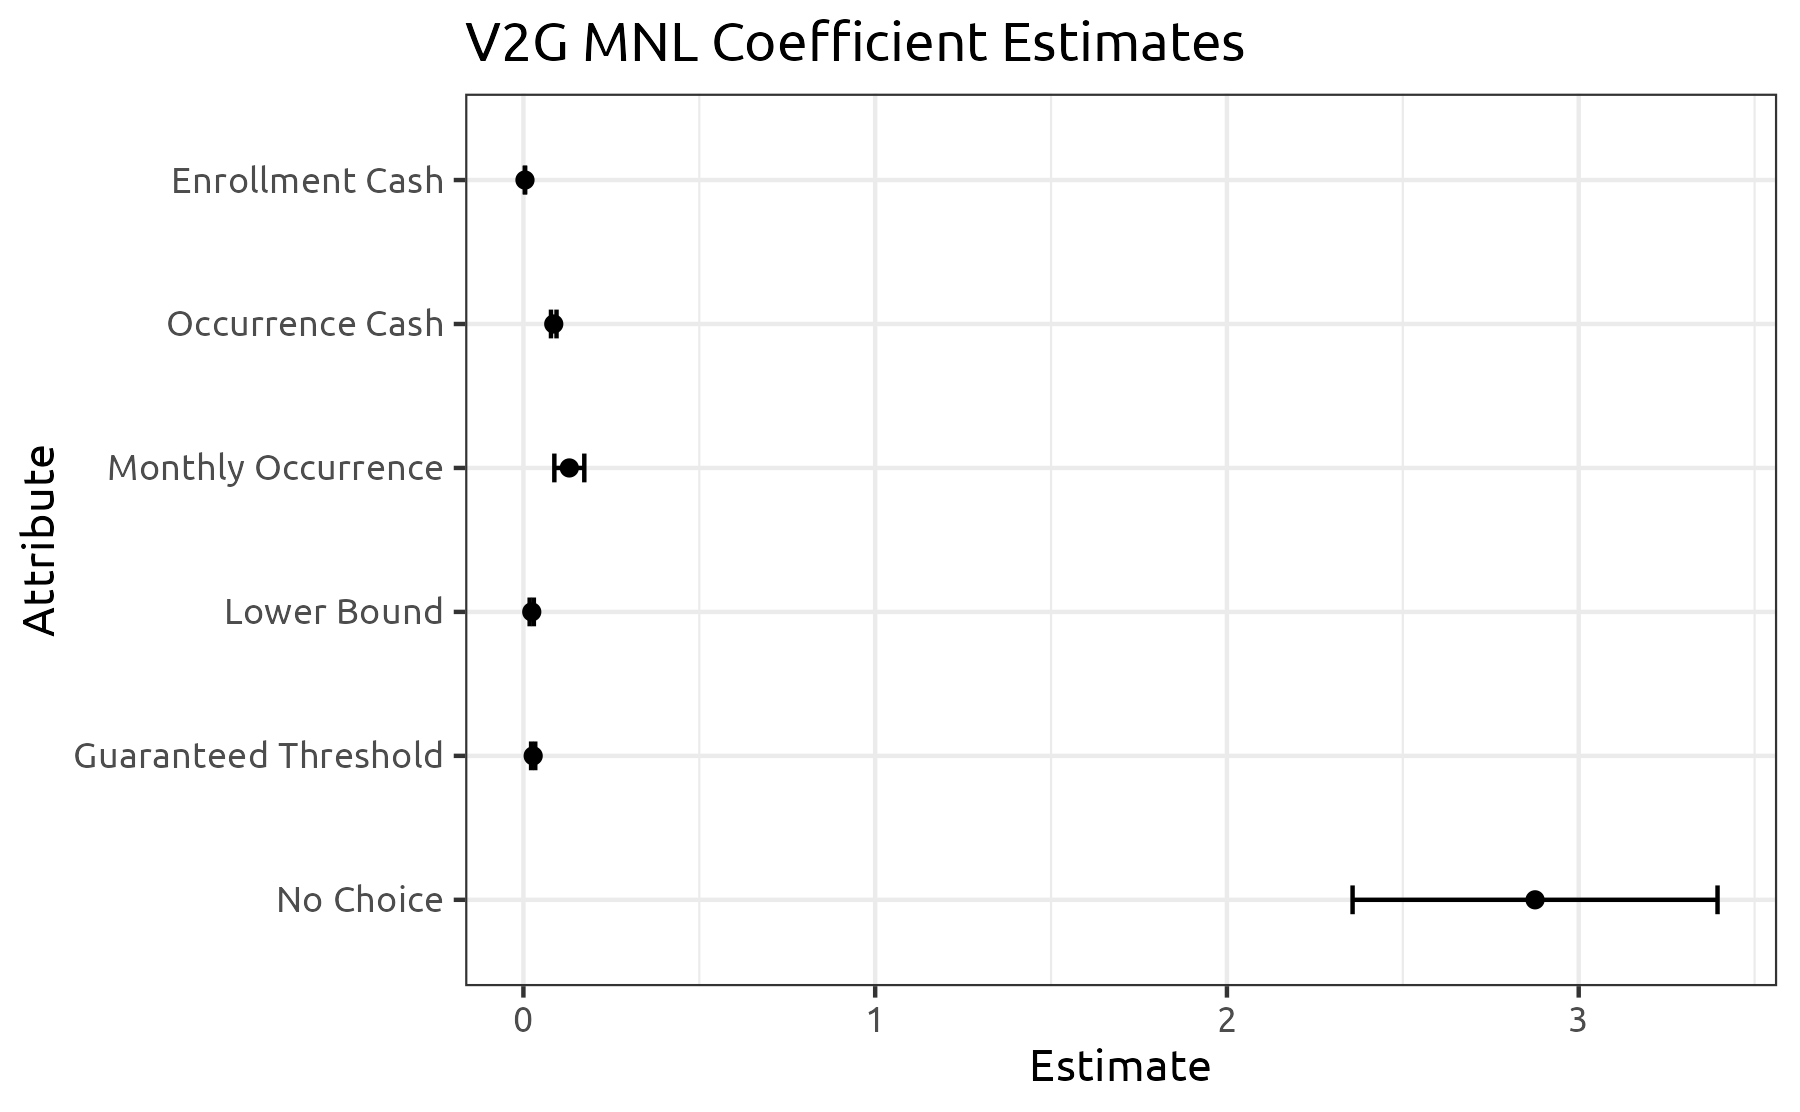 V2G MNL Coefficient Estimates
Enrollment Cash
Occurrence Cash
Monthly Occurrence
Lower Bound
Guaranteed Threshold
No Choice
Attribute
0 1 2 3
Estimate